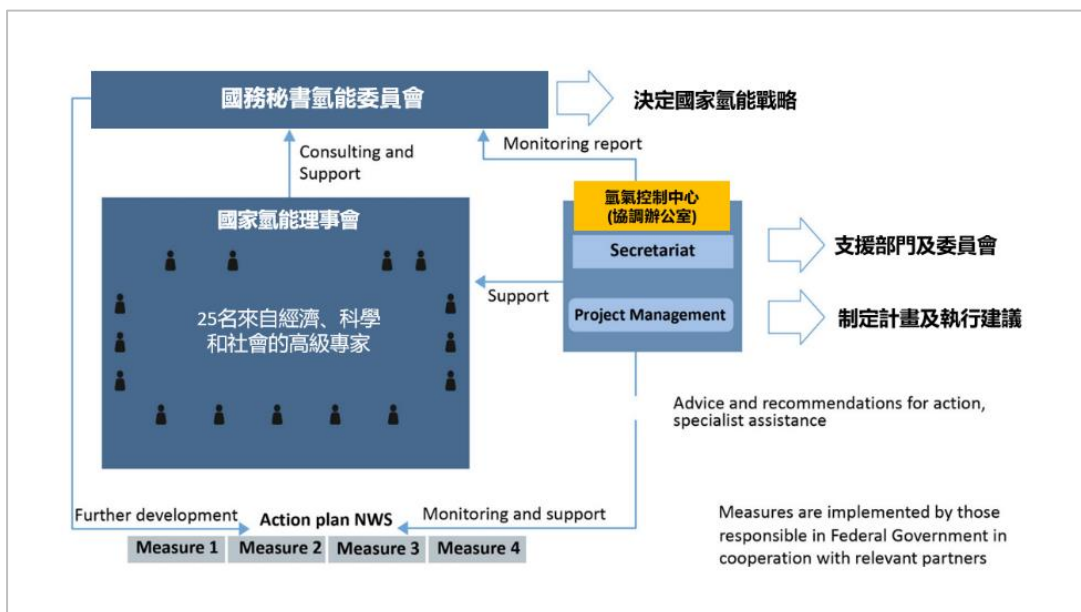 國務秘書氫能委員會
決定國家氫能戰略
Consulting and
Support
Monitoring report
國家氫能理事會
氫氣控制中心
(協調辦公室)
Secretariat
支援部門及委員會
Support
25名來自經濟、科學
和社會的高級專家
Project Management
制定計畫及執行建議
Advice and recommendations for action,
specialist assistance
Further development
Action plan NWS
Monitoring and support
Measure 1
Measure 2
Measure 3
Measure 4
Measures are implemented by those
responsible in Federal Government in
cooperation with relevant partners